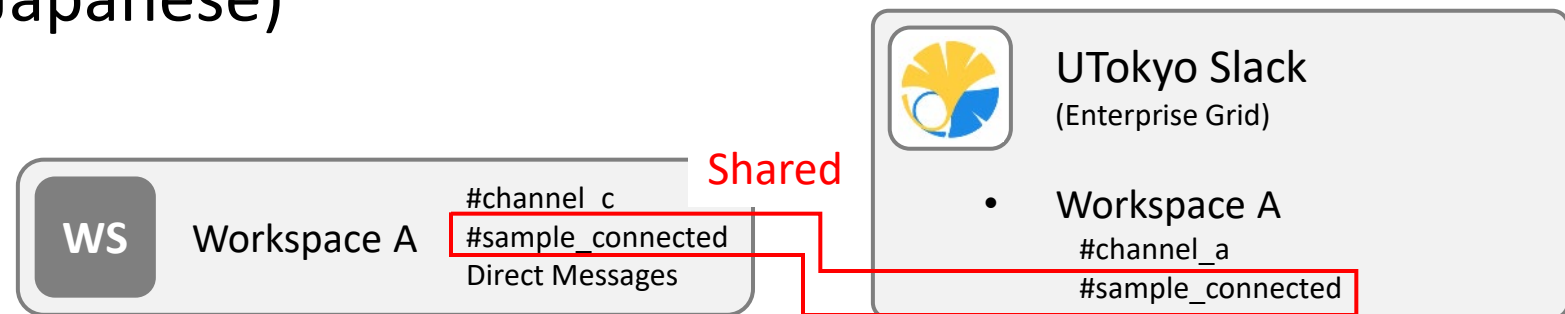 Japanese)
UTokyo Slack
(Enterprise Grid)
Shared
WS
Workspace A
#channel_c
#sample_connected
Direct Messages
• Workspace A
#channel_a
#sample_connected